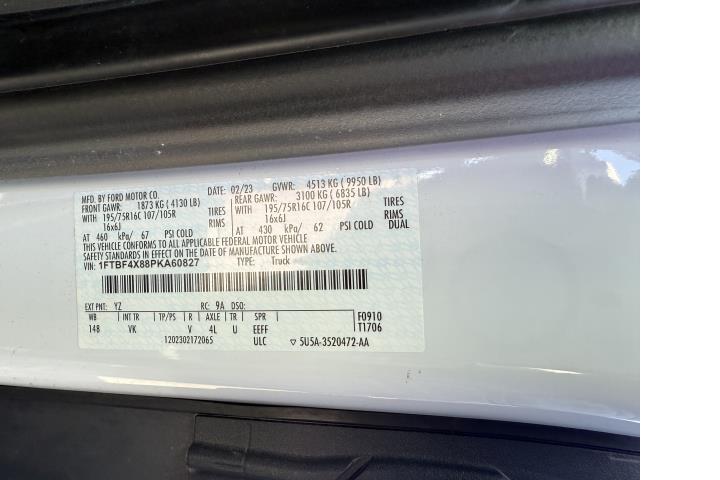 MFD. BY FORD MOTOR CO. DATE: 02/23 GVWR: 4513 KG ( 9950 LB)
FRONT GAWR: 1873 KG ( 4130 LB) REAR GAWR: 3100 KG ( 6835 LB)
WITH 195/75R16C 107/105R TIRES WITH 195/75R16C 107/105R TIRES
16x6J RIMS 16x6J RIMS
AT 460 kPa/ 67 PSI COLD AT 430 kPa/ 62 PSI COLD DUAL
THIS VEHICLE CONFORMS TO ALL APPLICABLE FEDERAL MOTOR VEHICLE
SAFETY STANDARDS IN EFFECT ON THE DATE OF MANUFACTURE SHOWN ABOVE.
VIN: 1FTBF4X88PKA60827 TYPE: Truck
EXT PNT: YZ RC: 9A DSO:
WB INT TR TP/PS R AXLE TR SPR F0910
148 VK V 4L U EEFF T1706
1202302172065 ULC ▽ 5U5A-3520472-AA